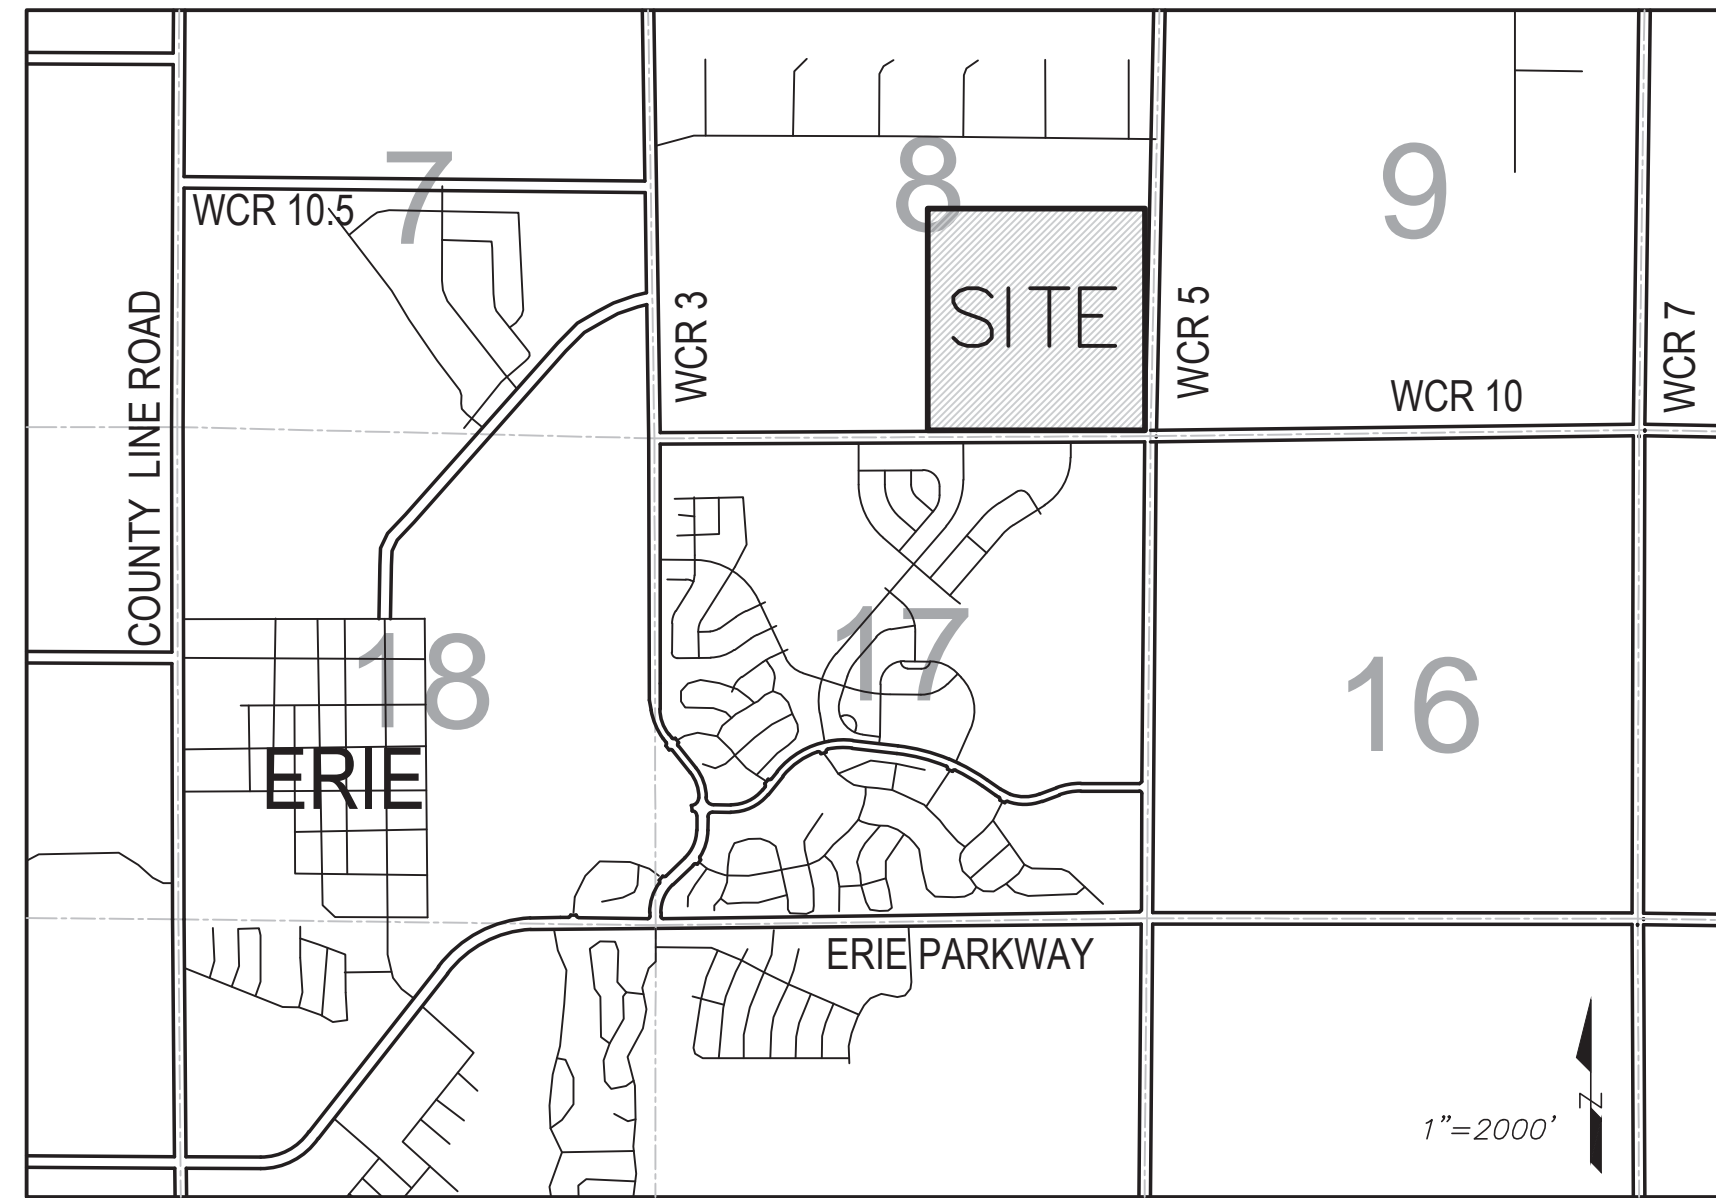 7
8
9
WCR 10.5
SITE
COUNTY LINE ROAD
WCR 3
WCR 5
WCR 7
WCR 10
18
17
16
ERIE
ERIE PARKWAY
1”=2000’
N